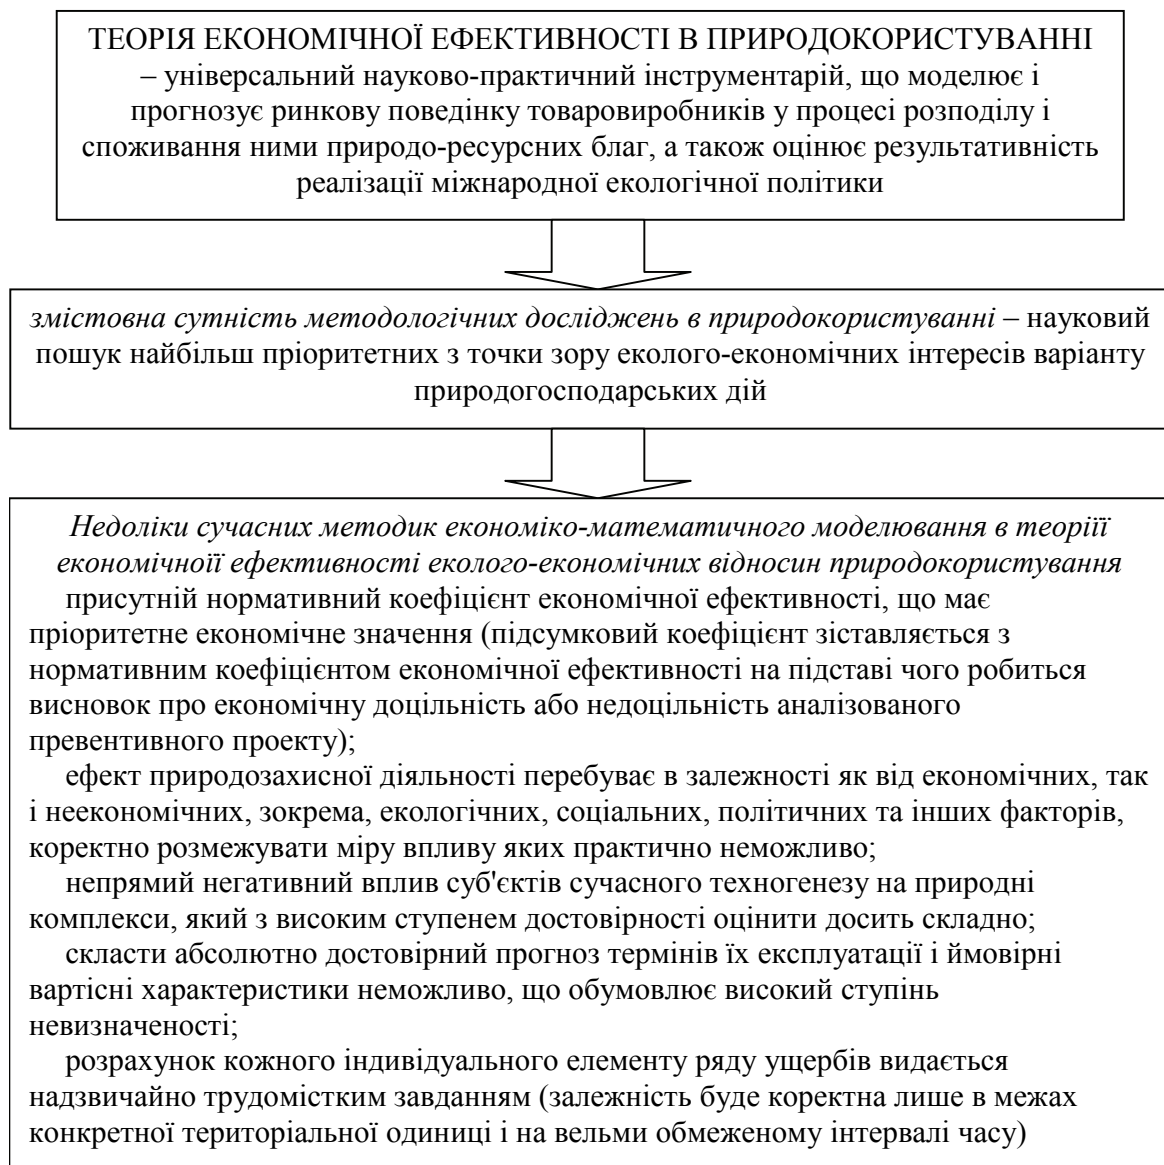 ТЕОРІЯ ЕКОНОМІЧНОЇ ЕФЕКТИВНОСТІ В ПРИРОДОКОРИСТУВАННІ
– універсальний науково-практичний інструментарій, що моделює і
прогнозує ринкову поведінку товаровиробників у процесі розподілу і
споживання ними природо-ресурсних благ, а також оцінює результативність
реалізації міжнародної екологічної політики
змістовна сутність методологічних досліджень в природокористуванні – науковий
пошук найбільш пріоритетних з точки зору еколого-економічних інтересів варіанту
природогосподарських дій
Недоліки сучасних методик економіко-математичного моделювання в теоріїї
економічноїї ефективності еколого-економічних відносин природокористування
присутній нормативний коефіцієнт економічної ефективності, що має
пріоритетне економічне значення (підсумковий коефіцієнт зіставляється з
нормативним коефіцієнтом економічної ефективності на підставі чого робиться
висновок про економічну доцільність або недоцільність аналізованого
превентивного проекту);
ефект природозахисної діяльності перебуває в залежності як від економічних, так
і неекономічних, зокрема, екологічних, соціальних, політичних та інших факторів,
коректно розмежувати міру впливу яких практично неможливо;
непрямий негативний вплив суб'єктів сучасного техногенезу на природні
комплекси, який з високим ступенем достовірності оцінити досить складно;
скласти абсолютно достовірний прогноз термінів їх експлуатації і ймовірні
вартісні характеристики неможливо, що обумовлює високий ступінь
невизначеності;
розрахунок кожного індивідуального елементу ряду ущербів видається
надзвичайно трудомістким завданням (залежність буде коректна лише в межах
конкретної територіальної одиниці і на вельми обмеженому інтервалі часу)